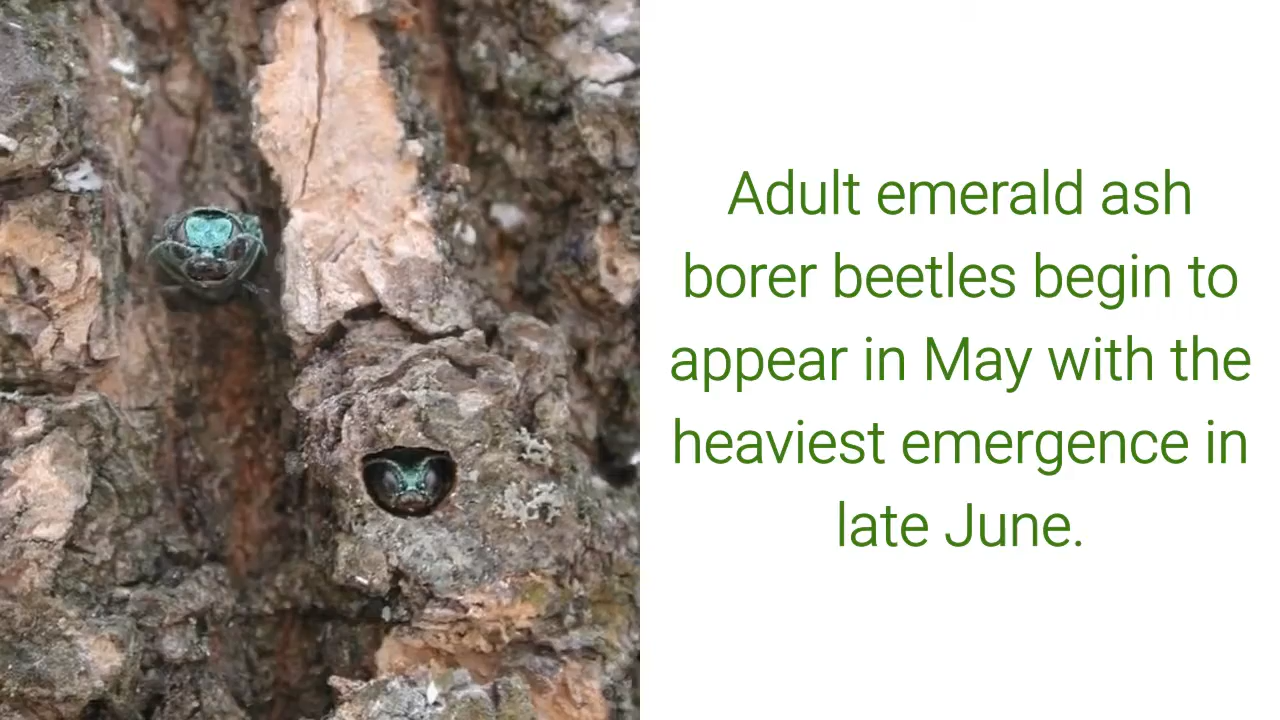 Adult emerald ash
borer beetles begin to
appear in May with the
heaviest emergence in
late June.